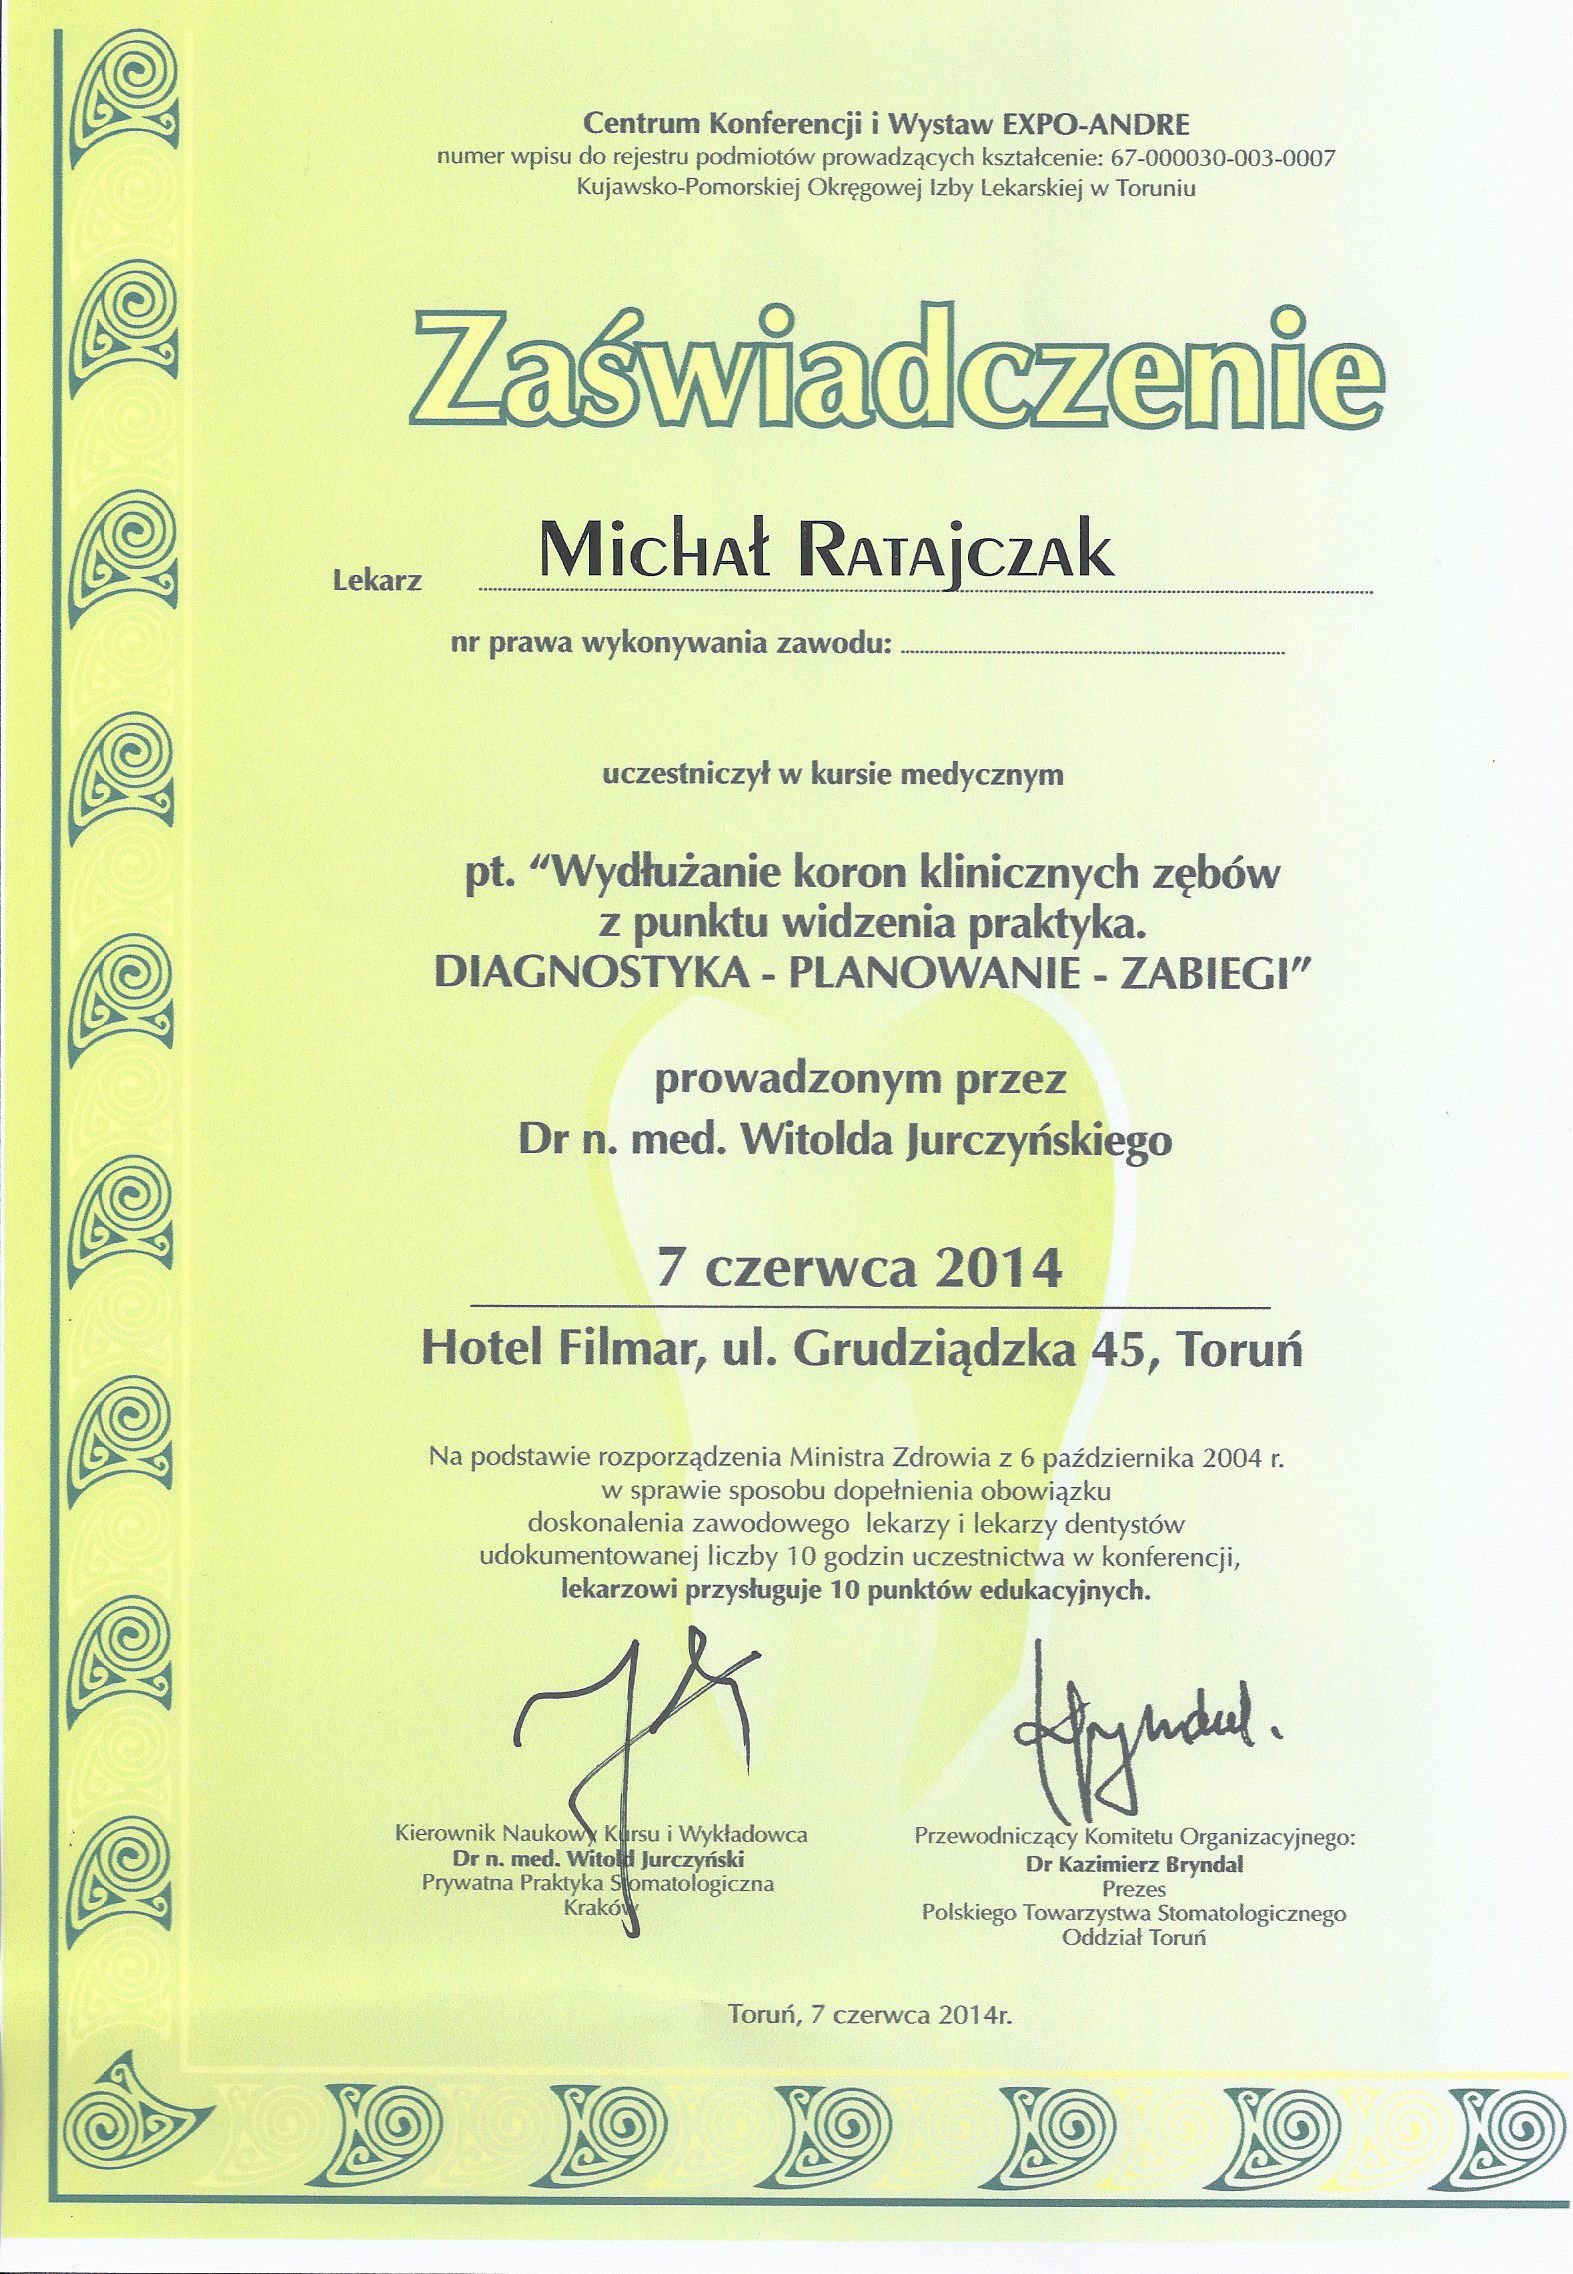 Centrum Konferencji i Wystaw EXPO-ANDRE
numer wpisu do rejestru podmiotów prowadzących kształcenie: 67-000030-003-0007
Kujawsko-Pomorskiej Okręgowej Izby Lekarskiej w Toruniu
Zaświadczenie
Lekarz Michał Ratajczak
nr prawa wykonywania zawodu:
uczestniczył w kursie medycznym
pt. “Wydłużanie koron klinicznych zębów
z punktu widzenia praktyka.
DIAGNOSTYKA - PLANOWANIE - ZABIEGI”
prowadzonym przez
Dr n. med. Witolda Jurczyńskiego
7 czerwca 2014
Hotel Filmar, ul. Grudziądzka 45, Toruń
Na podstawie rozporządzenia Ministra Zdrowia z 6 października 2004 r.
w sprawie sposobu dopełnienia obowiązku
doskonalenia zawodowego lekarzy i lekarzy dentystów
udokumentowanej liczby 10 godzin uczestnictwa w konferencji,
lekarzowi przysługuje 10 punktów edukacyjnych.
Kierownik Naukowy Kursu i Wykładowca
Dr n. med. Witold Jurczyński
Prywatna Praktyka Stomatologiczna
Kraków
Przewodniczący Komitetu Organizacyjnego:
Dr Kazimierz Bryndal
Prezes
Polskiego Towarzystwa Stomatologicznego
Oddział Toruń
Toruń, 7 czerwca 2014r.